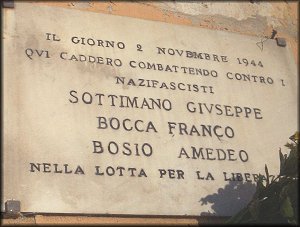 IL GIORNO 2 NOVEMBRE 1944
QVI CADDERO COMBATTENDO CONTRO I
NAZIFASCISTI
SOTTIMANO GIVSEPPE
BOCCA FRANCO
BOSIO AMEDEO
NELLA LOTTA PER LA